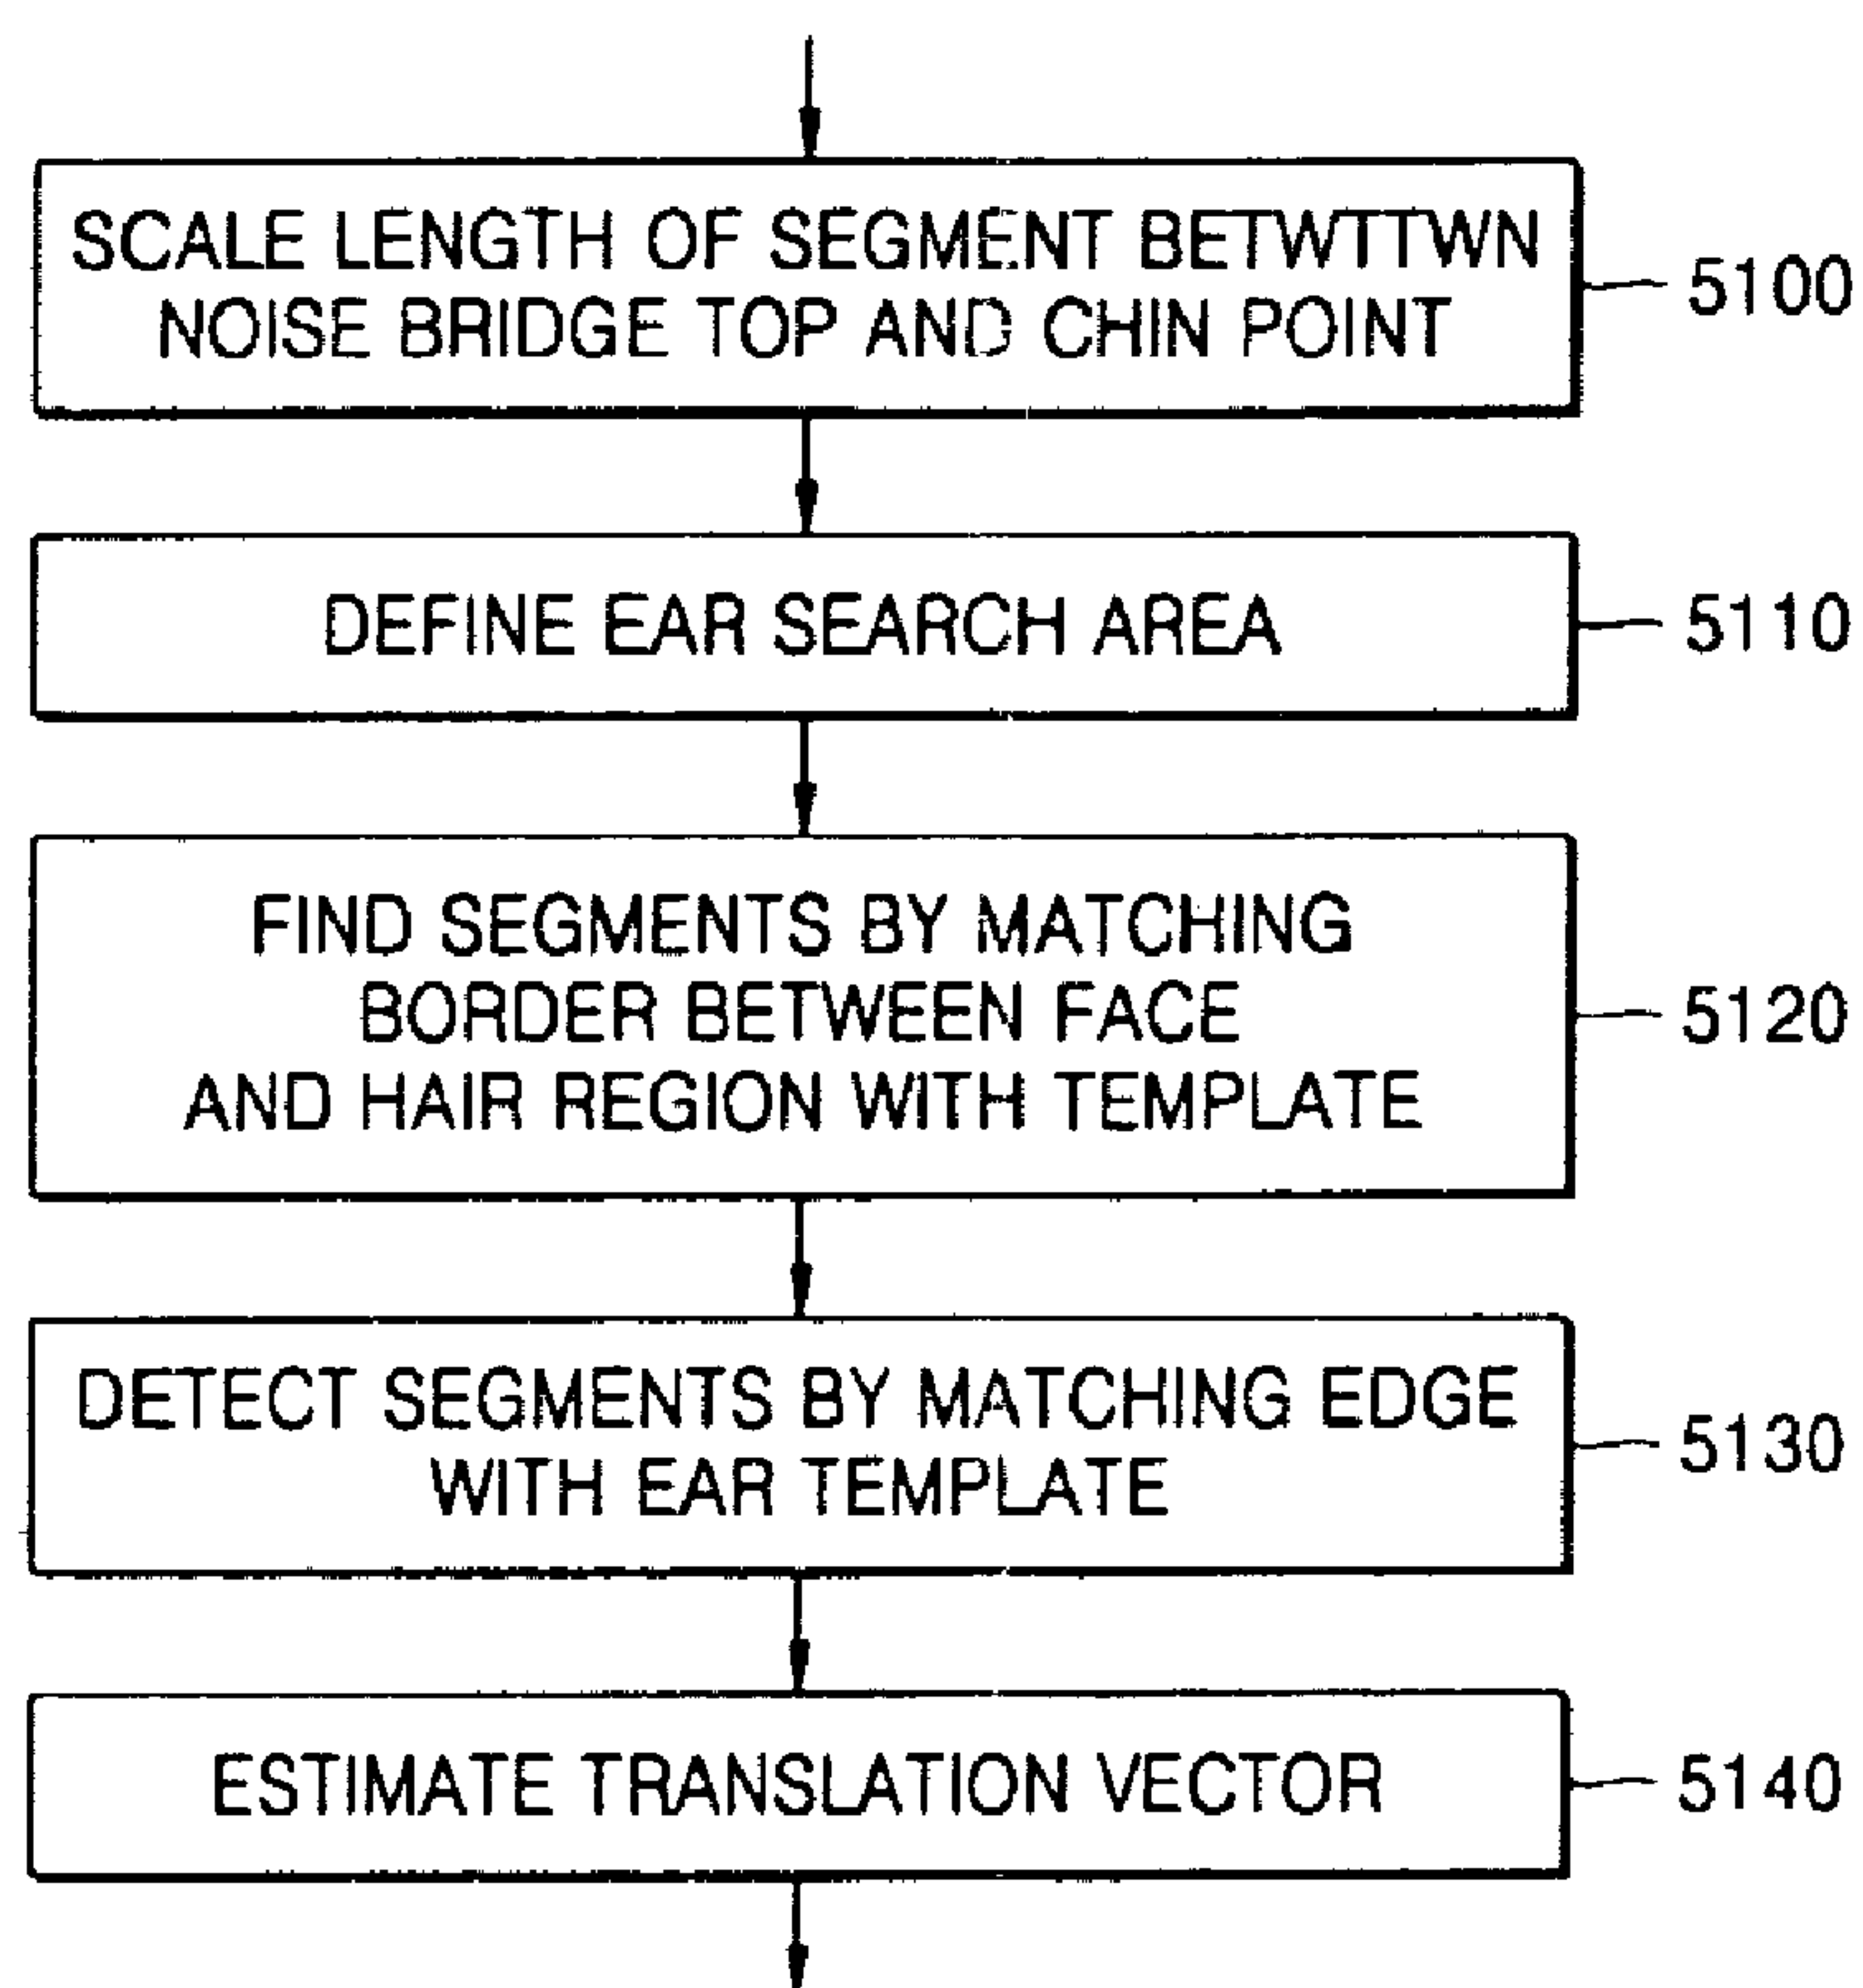 SCALE LENGTH OF SEGMENT BETWTTWN
NOISE BRIDGE TOP AND CHIN POINT
5100
DEFINE EAR SEARCH AREA
5110
FIND SEGMENTS BY MATCHING
BORDER BETWEEN FACE
AND HAIR REGION WITH TEMPLATE
5120
DETECT SEGMENTS BY MATCHING EDGE
WITH EAR TEMPLATE
5130
ESTIMATE TRANSLATION VECTOR
5140